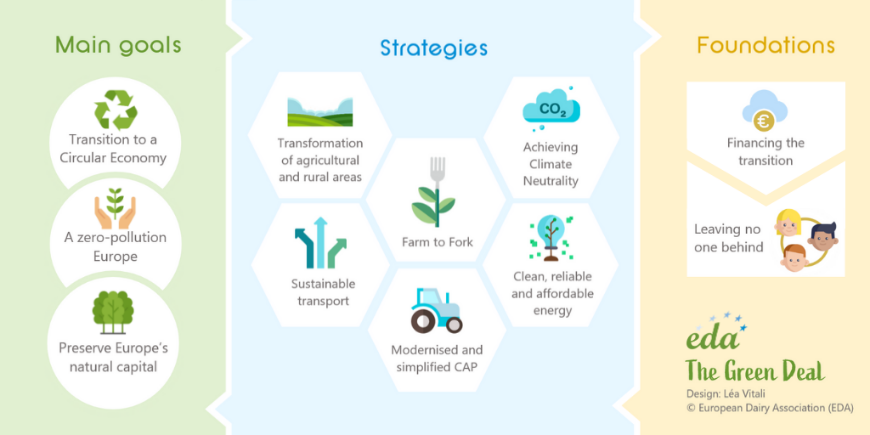 Main goals
Transition to a
Circular Economy
A zero-pollution
Europe
Preserve Europe's
natural capital
Strategies
Transformation
of agricultural
and rural areas
CO₂
Achieving
Climate
Neutrality
Farm to Fork
Sustainable
transport
Clean, reliable
and affordable
energy
Modernised and
simplified CAP
Foundations
€
Financing the
transition
Leaving no
one behind
eda
The Green Deal
Design: Léa Vitali
© European Dairy Association (EDA)